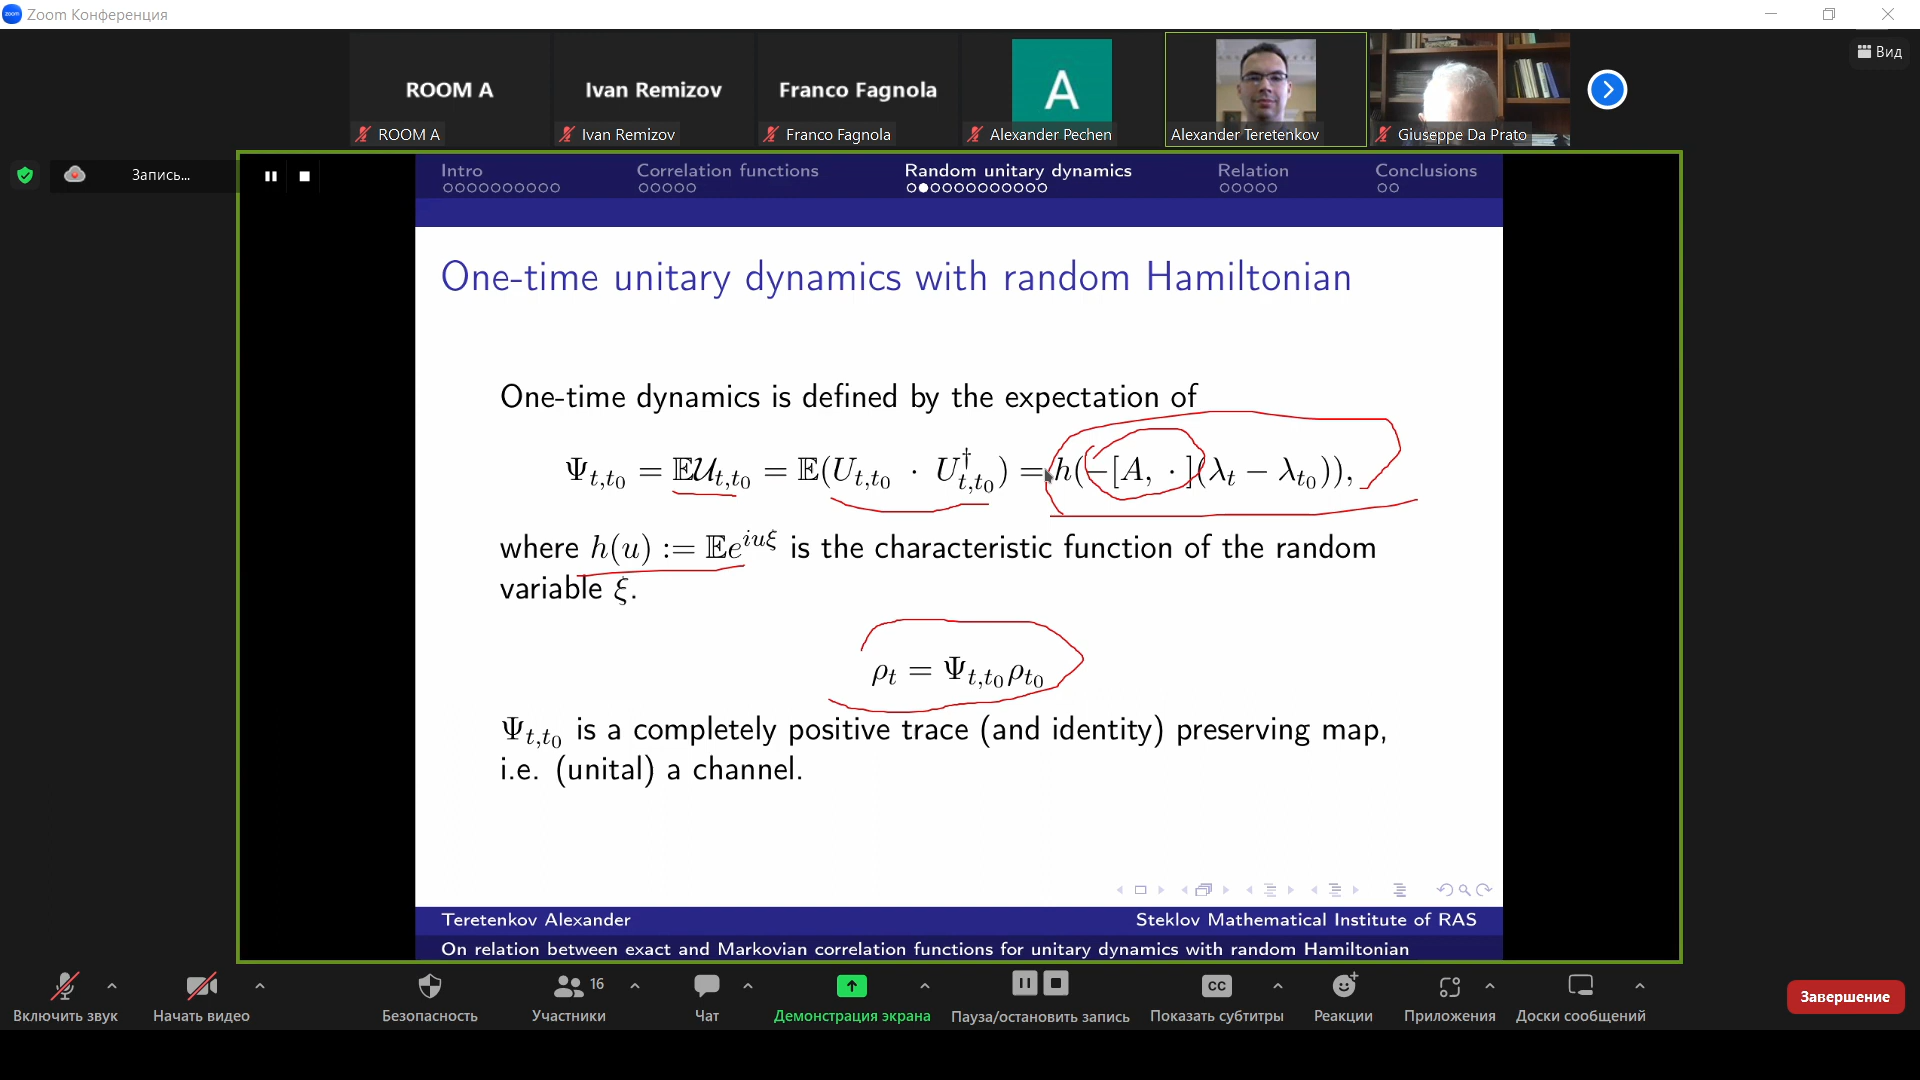 Zoom Конференция
ROOM A
Ivan Remizov
Franco Fagnola
A
ROOM A
Ivan Remizov
Franco Fagnola
Alexander Pechen
Alexander Teretenkov
Giuseppe Da Prato
Вид
Запись...
Intro
Correlation functions
Random unitary dynamics
Relation
Conclusions
One-time unitary dynamics with random Hamiltonian
One-time dynamics is defined by the expectation of
Ψ_{t,t_0} = 𝔼𝒰_{t,t_0} = 𝔼(U_{t,t_0} · U^†_{t,t_0}) = h(−[A, · ](λ_t − λ_{t_0})),
where h(u) := 𝔼e^{iuξ} is the characteristic function of the random
variable ξ.
ρ_t = Ψ_{t,t_0}ρ_{t_0}
Ψ_{t,t_0} is a completely positive trace (and identity) preserving map,
i.e. (unital) a channel.
Teretenkov Alexander
Steklov Mathematical Institute of RAS
On relation between exact and Markovian correlation functions for unitary dynamics with random Hamiltonian
Включить звук
Начать видео
Безопасность
16
Участники
Чат
Демонстрация экрана
Пауза/остановить запись
CC
Показать субтитры
Реакции
Приложения
Доски сообщений
Завершение